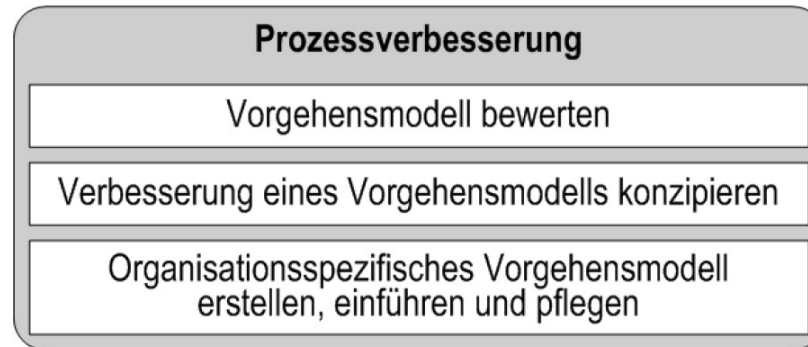 Prozessverbesserung
Vorgehensmodell bewerten
Verbesserung eines Vorgehensmodells konzipieren
Organisationsspezifisches Vorgehensmodell
erstellen, einführen und pflegen